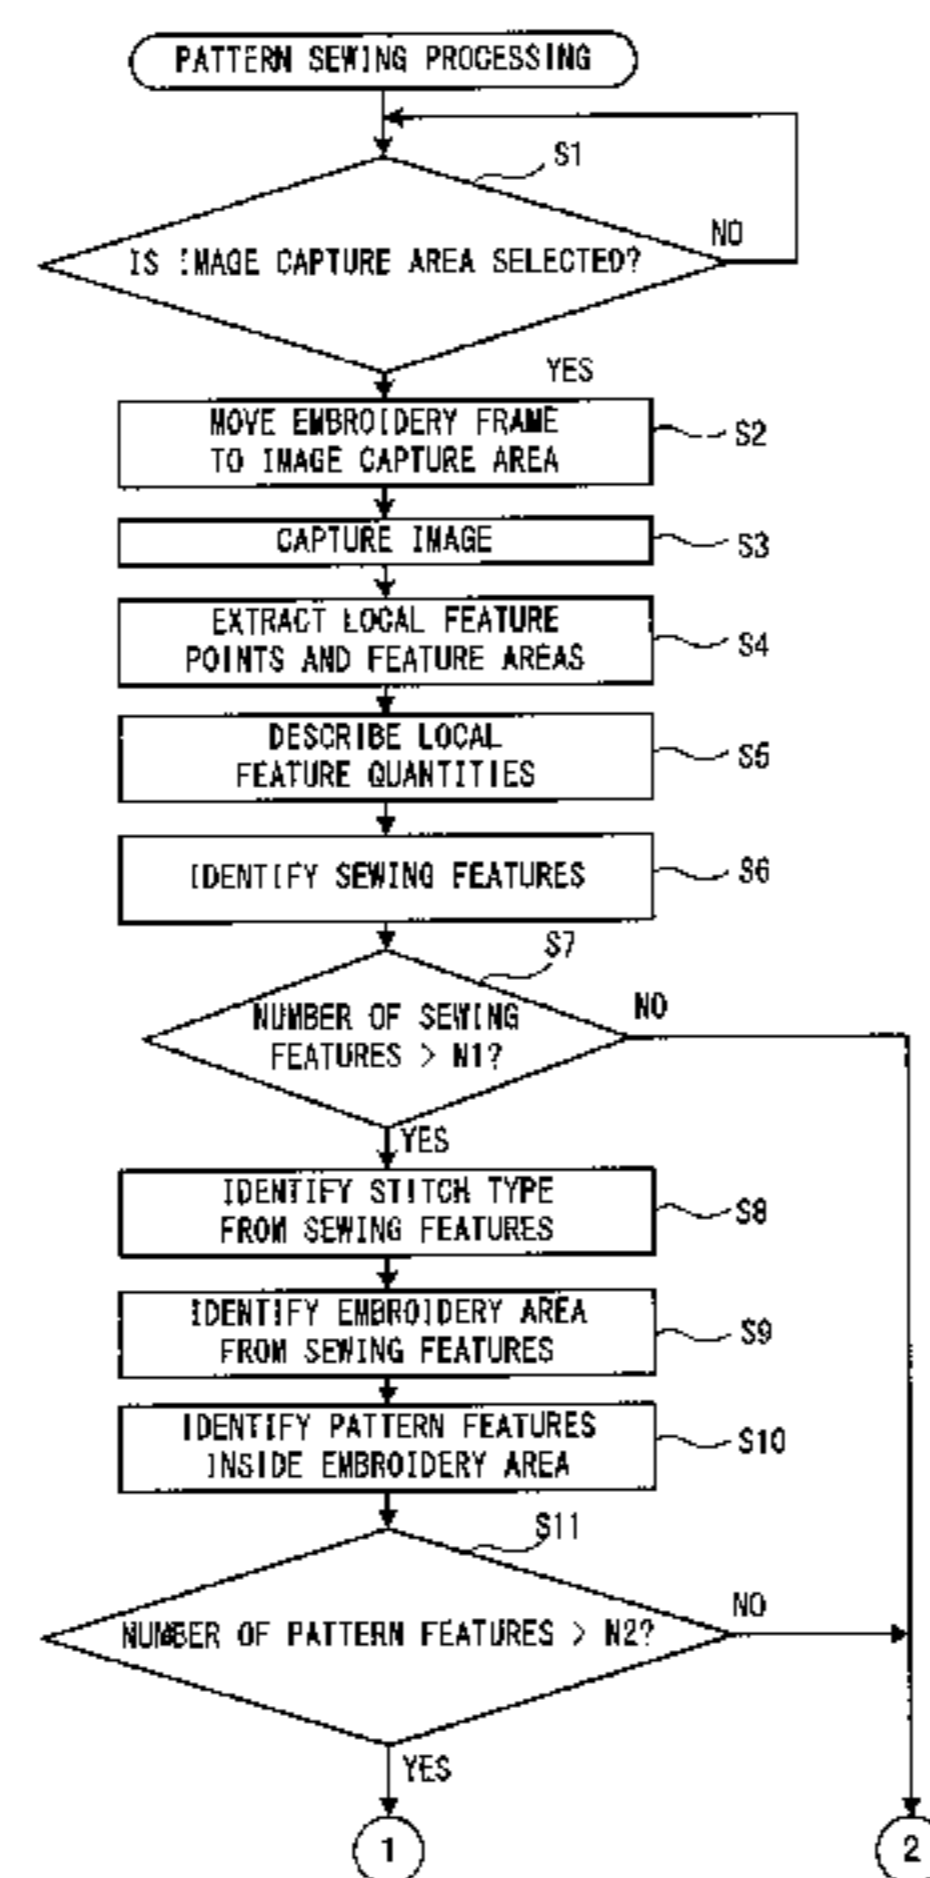 PATTERN SEWING PROCESSING
S1
NO
IS IMAGE CAPTURE AREA SELECTED?
YES
MOVE EMBROIDERY FRAME
TO IMAGE CAPTURE AREA
S2
CAPTURE IMAGE
S3
EXTRACT LOCAL FEATURE
POINTS AND FEATURE AREAS
S4
DESCRIBE LOCAL
FEATURE QUANTITIES
S5
IDENTIFY SEWING FEATURES
S6
S7
NUMBER OF SEWING
FEATURES > N1?
NO
YES
IDENTIFY STITCH TYPE
FROM SEWING FEATURES
S8
IDENTIFY EMBROIDERY AREA
FROM SEWING FEATURES
S9
IDENTIFY PATTERN FEATURES
INSIDE EMBROIDERY AREA
S10
S11
NUMBER OF PATTERN FEATURES > N2?
NO
YES
1
2